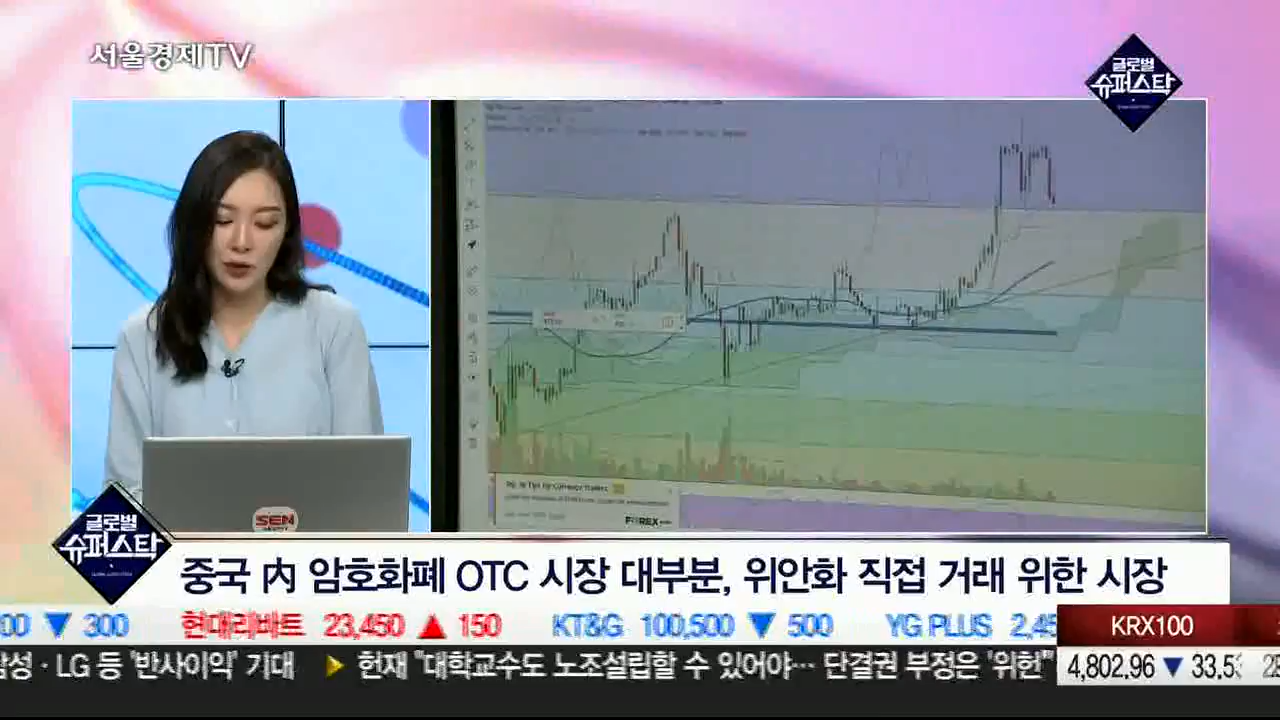 서울경제TV
글로벌
슈퍼스탁
FOREX
SEN
글로벌
슈퍼스탁
중국 內 암호화폐 OTC 시장 대부분, 위안화 직접 거래 위한 시장
00 ▼ 300 현대리바트 23,450 ▲ 150 KT&G 100,500 ▼ 500 YG PLUS 2,45
KRX100
삼성·LG 등 '반사이익' 기대 ▶ 헌재 "대학교수도 노조설립할 수 있어야… 단결권 부정은 '위헌'"
4,802.96 ▼ 33.5